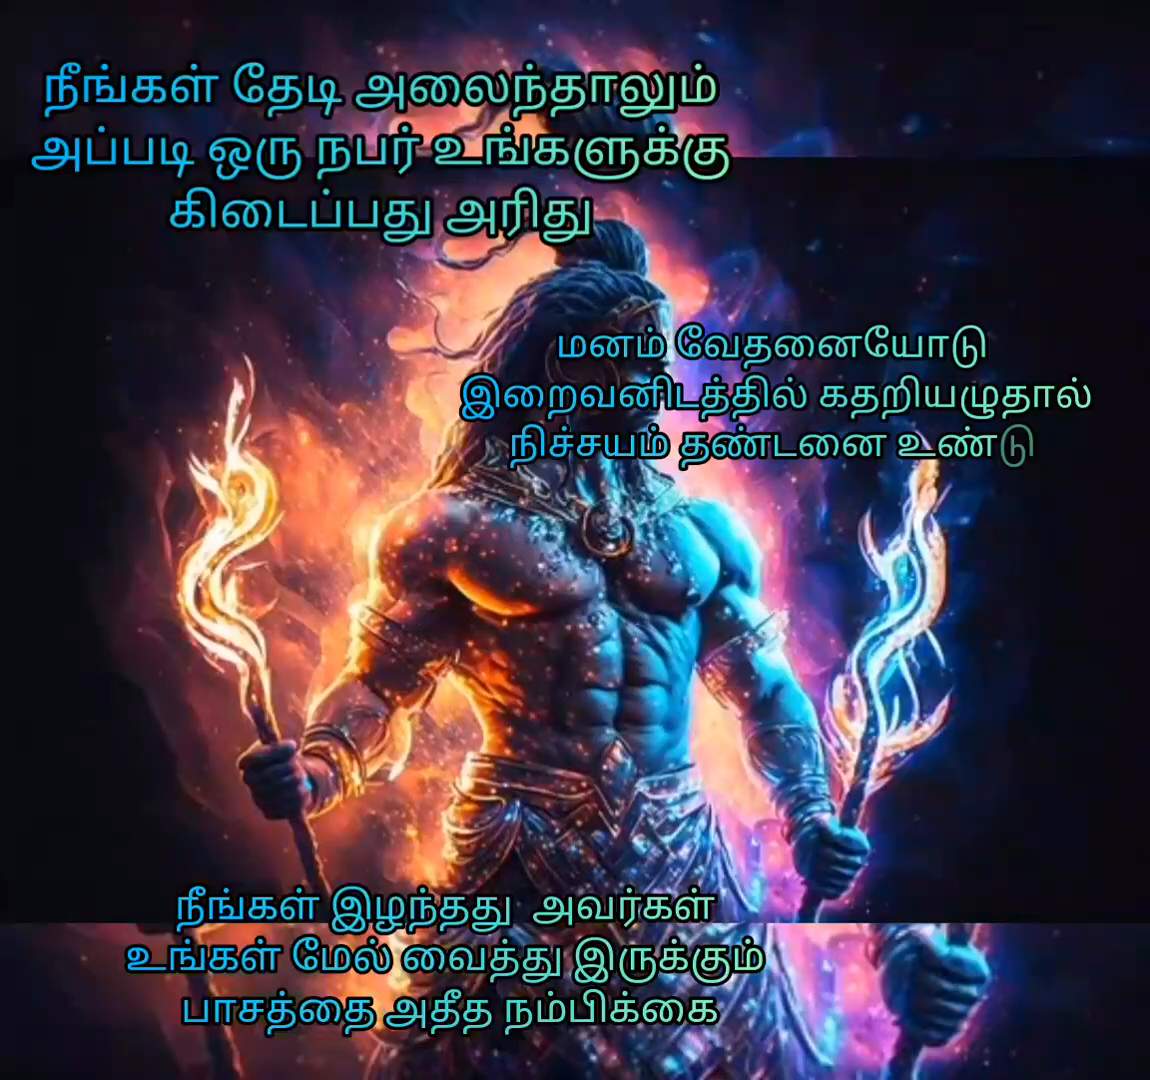 நீங்கள் தேடி அலைந்தாலும்
அப்படி ஒரு நபர் உங்களுக்கு
கிடைப்பது அரிது
மனம் வேதனையோடு
இறைவனிடத்தில் கதறியழுதால்
நிச்சயம் தண்டனை உண்டு
நீங்கள் இழந்தது அவர்கள்
உங்கள் மேல் வைத்து இருக்கும்
பாசத்தை அதீத நம்பிக்கை